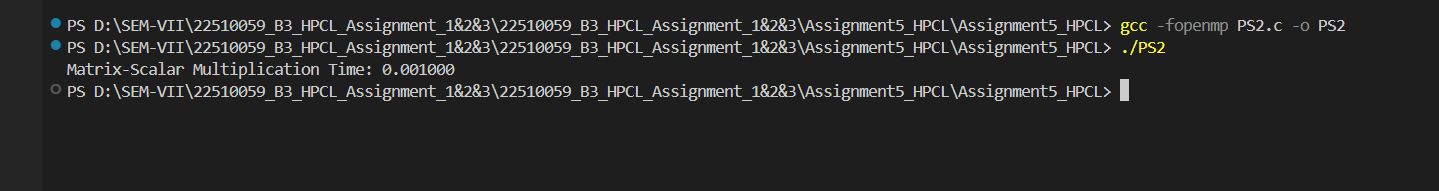 PS D:\SEM-VII\22510059_B3_HPCL_Assignment_1&2&3\22510059_B3_HPCL_Assignment_1&2&3\Assignment5_HPCL\Assignment5_HPCL> gcc -fopenmp PS2.c -o PS2
PS D:\SEM-VII\22510059_B3_HPCL_Assignment_1&2&3\22510059_B3_HPCL_Assignment_1&2&3\Assignment5_HPCL\Assignment5_HPCL> ./PS2
Matrix-Scalar Multiplication Time: 0.001000
PS D:\SEM-VII\22510059_B3_HPCL_Assignment_1&2&3\22510059_B3_HPCL_Assignment_1&2&3\Assignment5_HPCL\Assignment5_HPCL>